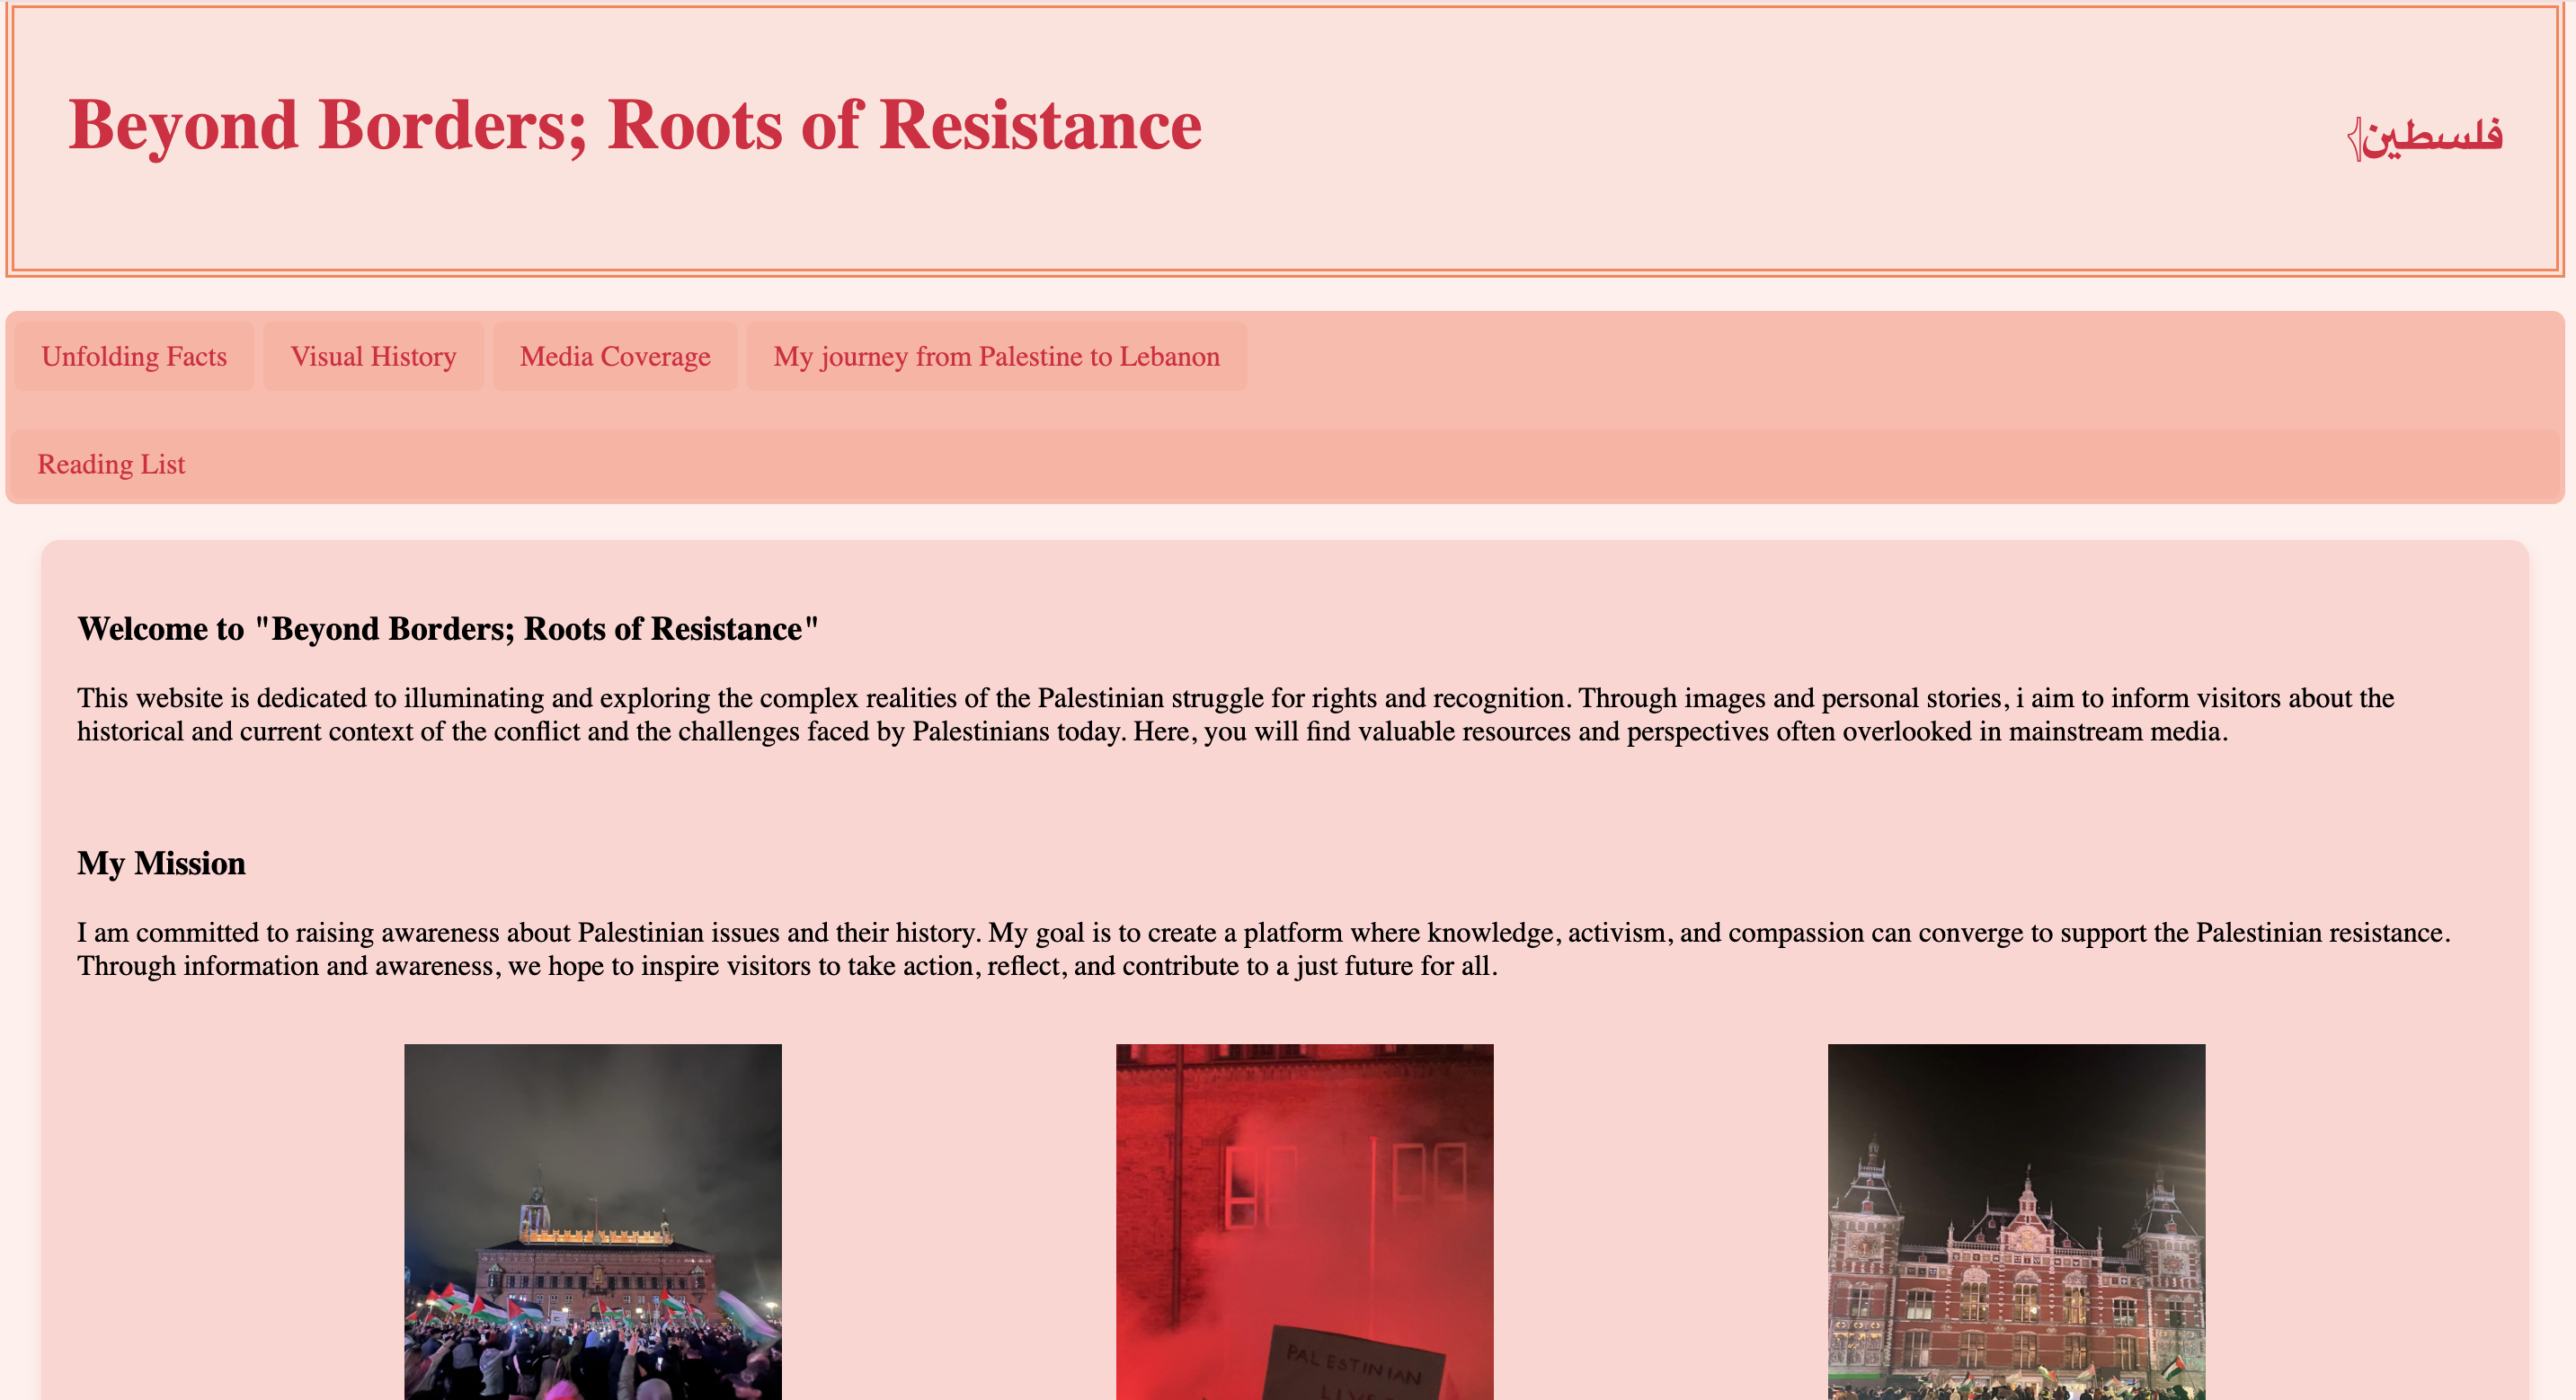 Beyond Borders; Roots of Resistance
فلسطين﴿
Unfolding Facts
Visual History
Media Coverage
My journey from Palestine to Lebanon
Reading List
Welcome to "Beyond Borders; Roots of Resistance"
This website is dedicated to illuminating and exploring the complex realities of the Palestinian struggle for rights and recognition. Through images and personal stories, i aim to inform visitors about the
historical and current context of the conflict and the challenges faced by Palestinians today. Here, you will find valuable resources and perspectives often overlooked in mainstream media.
My Mission
I am committed to raising awareness about Palestinian issues and their history. My goal is to create a platform where knowledge, activism, and compassion can converge to support the Palestinian resistance.
Through information and awareness, we hope to inspire visitors to take action, reflect, and contribute to a just future for all.
PALESTINIAN
LIVES